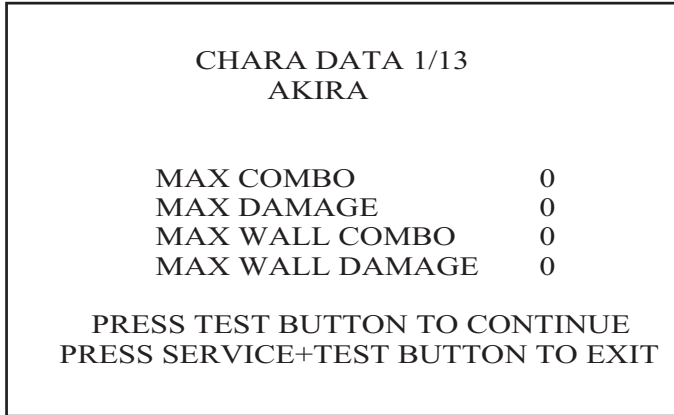 CHARA DATA 1/13
AKIRA
MAX COMBO 0
MAX DAMAGE 0
MAX WALL COMBO 0
MAX WALL DAMAGE 0
PRESS TEST BUTTON TO CONTINUE
PRESS SERVICE+TEST BUTTON TO EXIT